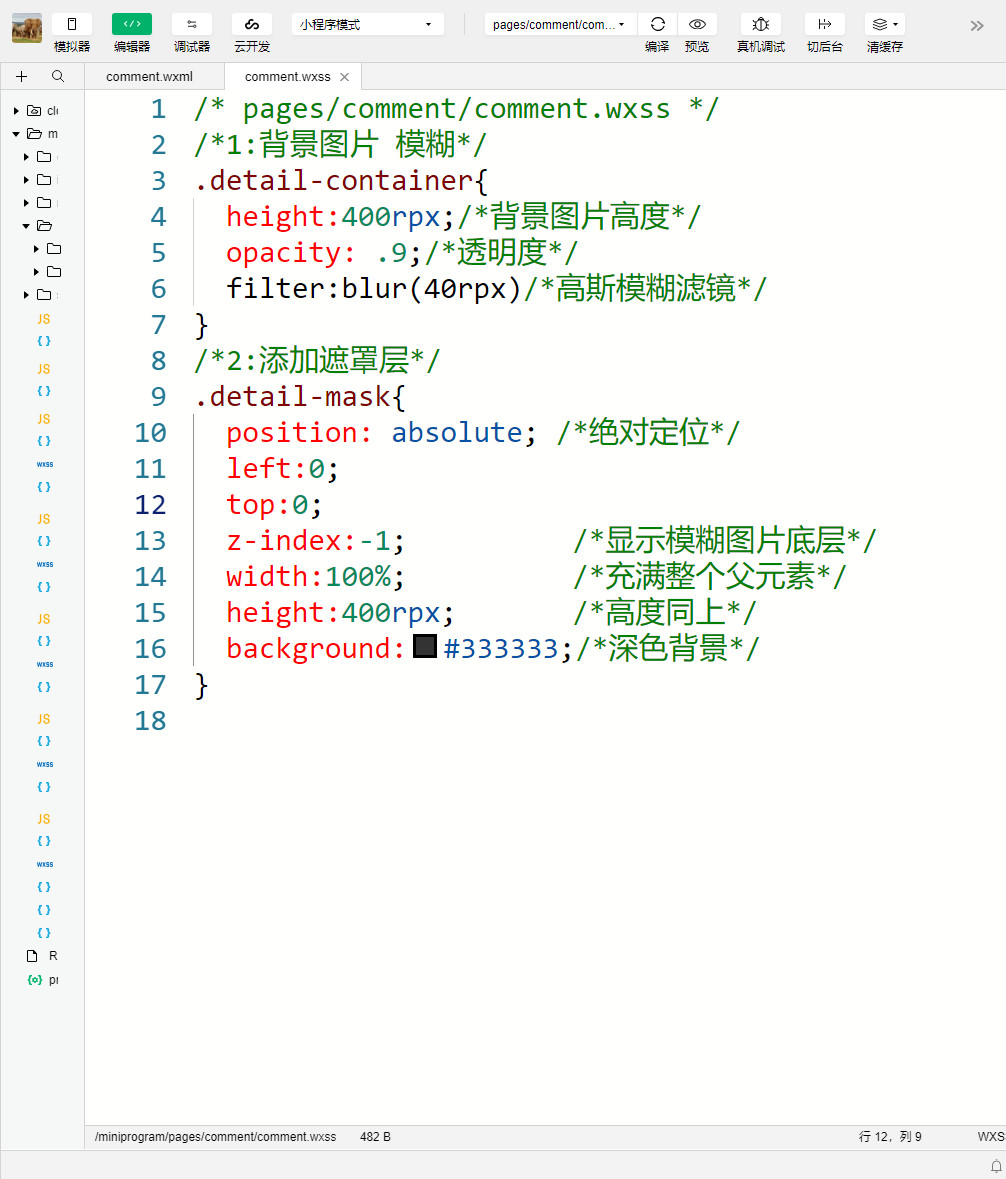 小程序模式
pages/comment/com...
模拟器 编辑器 调试器 云开发 编译 预览 真机调试 切后台 清缓存
comment.wxml comment.wxss
1 /* pages/comment/comment.wxss */
2 /*1:背景图片 模糊*/
3 .detail-container{
4 height:400rpx;/*背景图片高度*/
5 opacity: .9;/*透明度*/
6 filter:blur(40rpx)/*高斯模糊滤镜*/
7 }
8 /*2:添加遮罩层*/
9 .detail-mask{
10 position: absolute; /*绝对定位*/
11 left:0;
12 top:0;
13 z-index:-1; /*显示模糊图片底层*/
14 width:100%; /*充满整个父元素*/
15 height:400rpx; /*高度同上*/
16 background:#333333;/*深色背景*/
17 }
18
m
JS
{ }
JS
{ }
JS
{ }
wxss
{ }
JS
{ }
wxss
{ }
JS
{ }
wxss
{ }
JS
{ }
wxss
{ }
JS
{ }
wxss
{ }
{ }
{ }
R
pr
/miniprogram/pages/comment/comment.wxss 482 B 行 12, 列 9 WXS